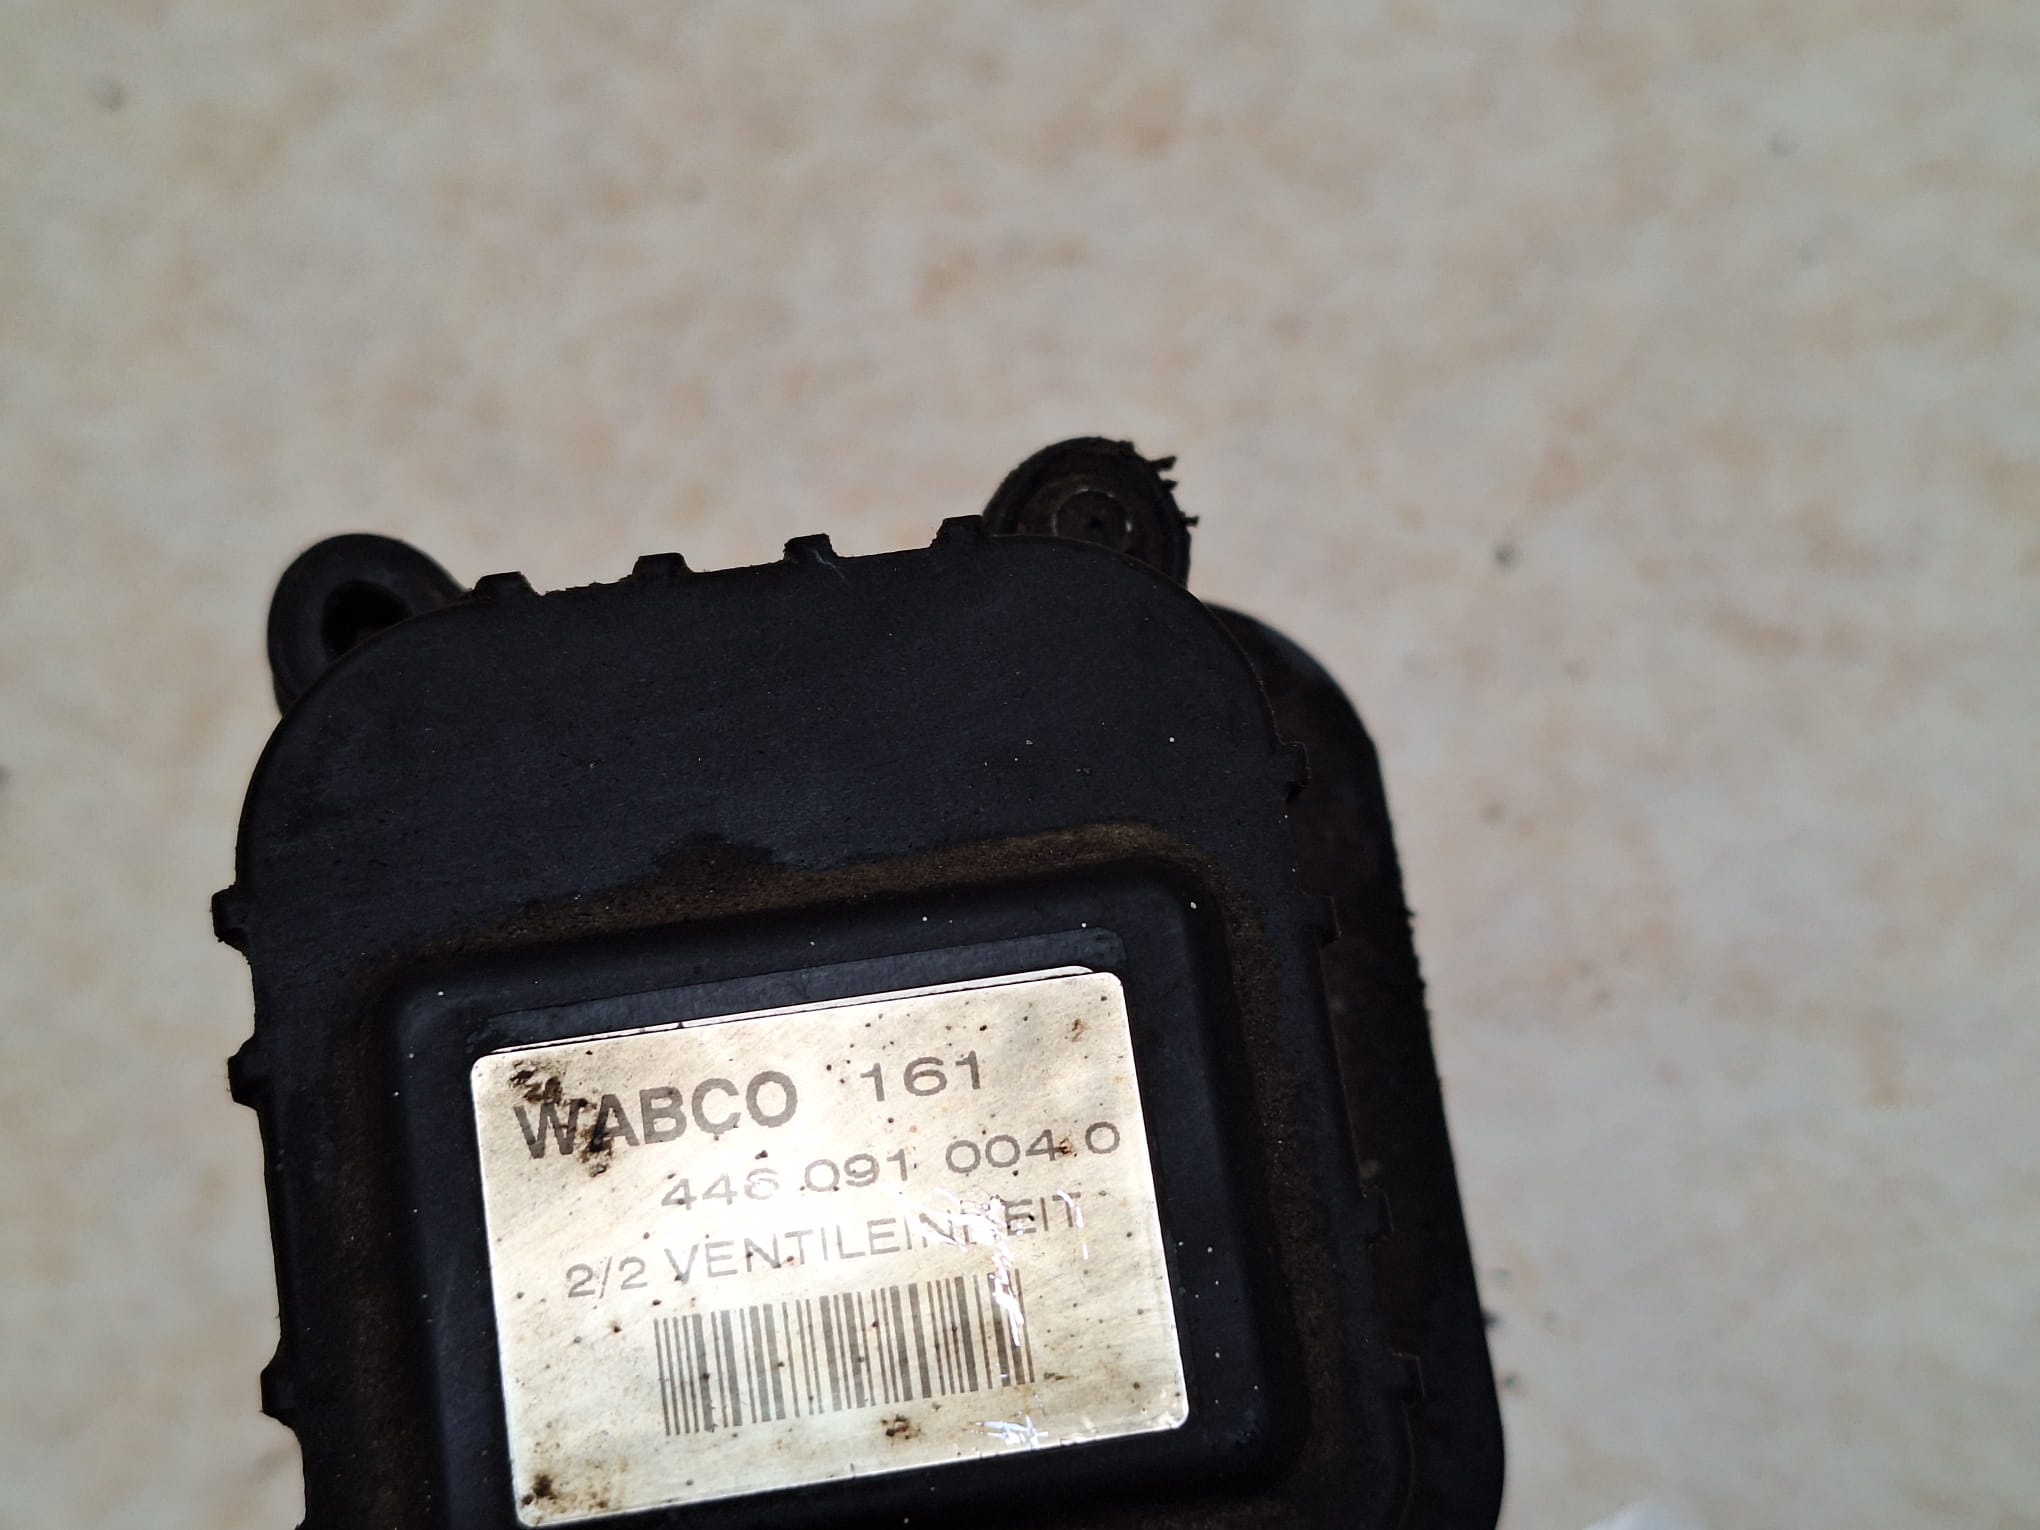 WABCO 161
446 091 004 0
2/2 VENTILEINHEIT